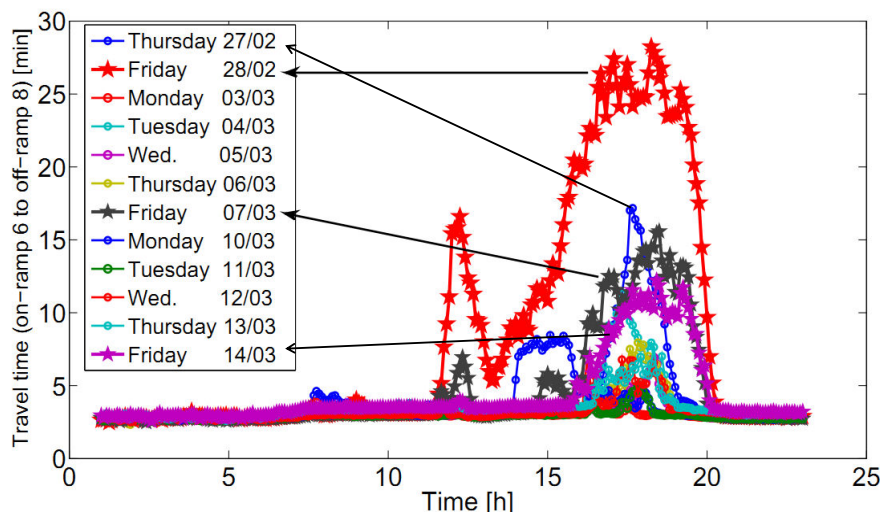 Travel time (on-ramp 6 to off-ramp 8) [min]
30
25
20
15
10
5
0
Thursday 27/02
Friday 28/02
Monday 03/03
Tuesday 04/03
Wed. 05/03
Thursday 06/03
Friday 07/03
Monday 10/03
Tuesday 11/03
Wed. 12/03
Thursday 13/03
Friday 14/03
0 5 10 15 20 25
Time [h]